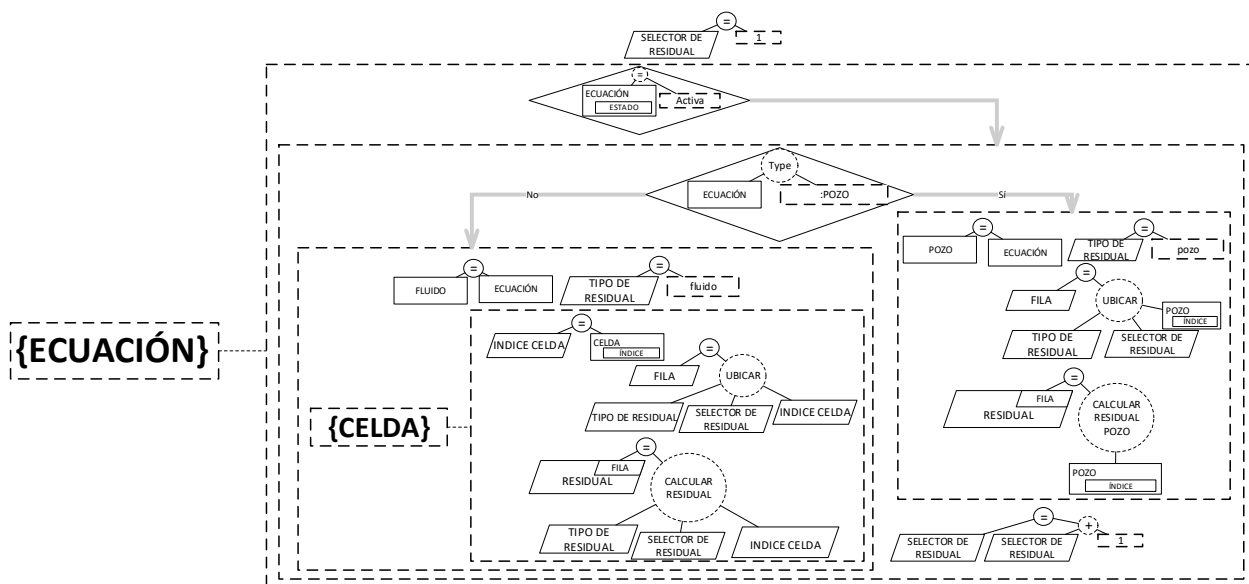 =
SELECTOR DE
RESIDUAL
1
=
ECUACIÓN
ESTADO
Activa
Type
ECUACIÓN
:POZO
No
Sí
=
FLUIDO
ECUACIÓN
=
TIPO DE
RESIDUAL
fluido
=
POZO
ECUACIÓN
=
TIPO DE
RESIDUAL
pozo
=
FILA
UBICAR
POZO
ÍNDICE
TIPO DE
RESIDUAL
SELECTOR DE
RESIDUAL
{ECUACIÓN}
=
INDICE CELDA
CELDA
ÍNDICE
=
FILA
UBICAR
TIPO DE RESIDUAL
SELECTOR DE
RESIDUAL
INDICE CELDA
{CELDA}
=
FILA
RESIDUAL
CALCULAR
RESIDUAL
TIPO DE
RESIDUAL
SELECTOR DE
RESIDUAL
INDICE CELDA
=
FILA
RESIDUAL
CALCULAR
RESIDUAL
POZO
POZO
ÍNDICE
=
SELECTOR DE
RESIDUAL
+
SELECTOR DE
RESIDUAL
1